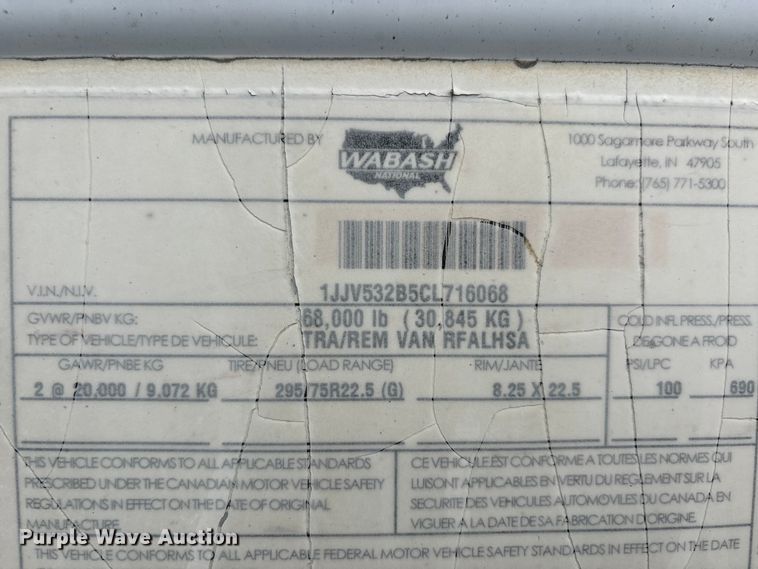 MANUFACTURED BY
WABASH
NATIONAL
1000 Sagamore Parkway South
Lafayette, IN 47905
Phone: (765) 771-5300
V.I.N./N.I.V. 1JJV532B5CL716068
GVWR/PNBV KG: 68,000 lb ( 30,845 KG )
TYPE OF VEHICLE/TYPE DE VEHICULE: TRA/REM VAN RFALHSA
COLD INFL. PRESS./PRESS.
DE GONE A FROID
GAWR/PNBE KG TIRE/PNEU (LOAD RANGE) RIM/JANTE PSI/LPC KPA
2 @ 20,000 / 9,072 KG 295/75R22.5 (G) 8.25 X 22.5 100 690
THIS VEHICLE CONFORMS TO ALL APPLICABLE STANDARDS
PRESCRIBED UNDER THE CANADIAN MOTOR VEHICLE SAFETY
REGULATIONS IN EFFECT ON THE DATE OF ORIGINAL
MANUFACTURE.
CE VEHICULE EST CONFORME A TOUTES LES NORMES QUI
LUI SONT APPLICABLES EN VERTU DU REGLEMENT SUR LA
SECURITE DES VEHICULES AUTOMOVILES DU CANADA EN
VIGUER A LA DATE DE SA FABRICATION D'ORIGINE.
THIS VEHICLE CONFORMS TO ALL APPLICABLE FEDERAL MOTOR VEHICLE SAFETY STANDARDS IN EFFECT ON THE DATE
Purple Wave Auction